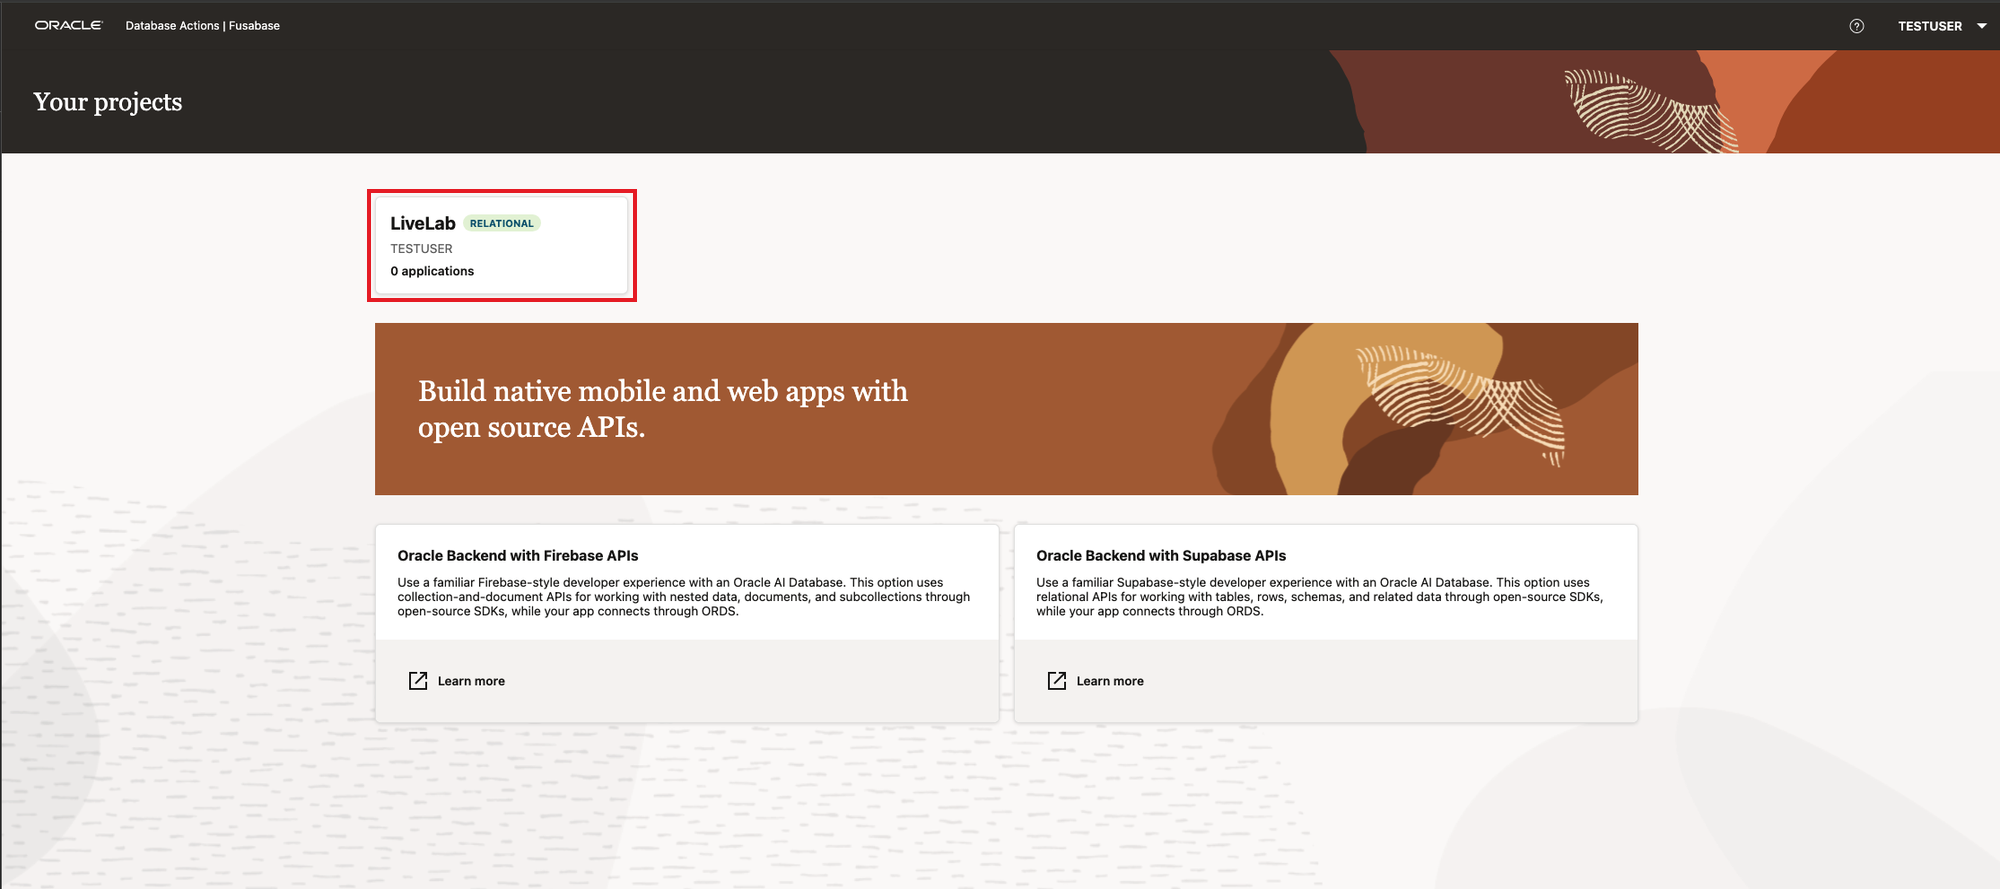 ORACLE
Database Actions | Fusabase
TESTUSER
Your projects
LiveLab RELATIONAL
TESTUSER
0 applications
Build native mobile and web apps with
open source APIs.
Oracle Backend with Firebase APIs
Use a familiar Firebase-style developer experience with an Oracle AI Database. This option uses
collection-and-document APIs for working with nested data, documents, and subcollections through
open-source SDKs, while your app connects through ORDS.
Learn more
Oracle Backend with Supabase APIs
Use a familiar Supabase-style developer experience with an Oracle AI Database. This option uses
relational APIs for working with tables, rows, schemas, and related data through open-source SDKs,
while your app connects through ORDS.
Learn more